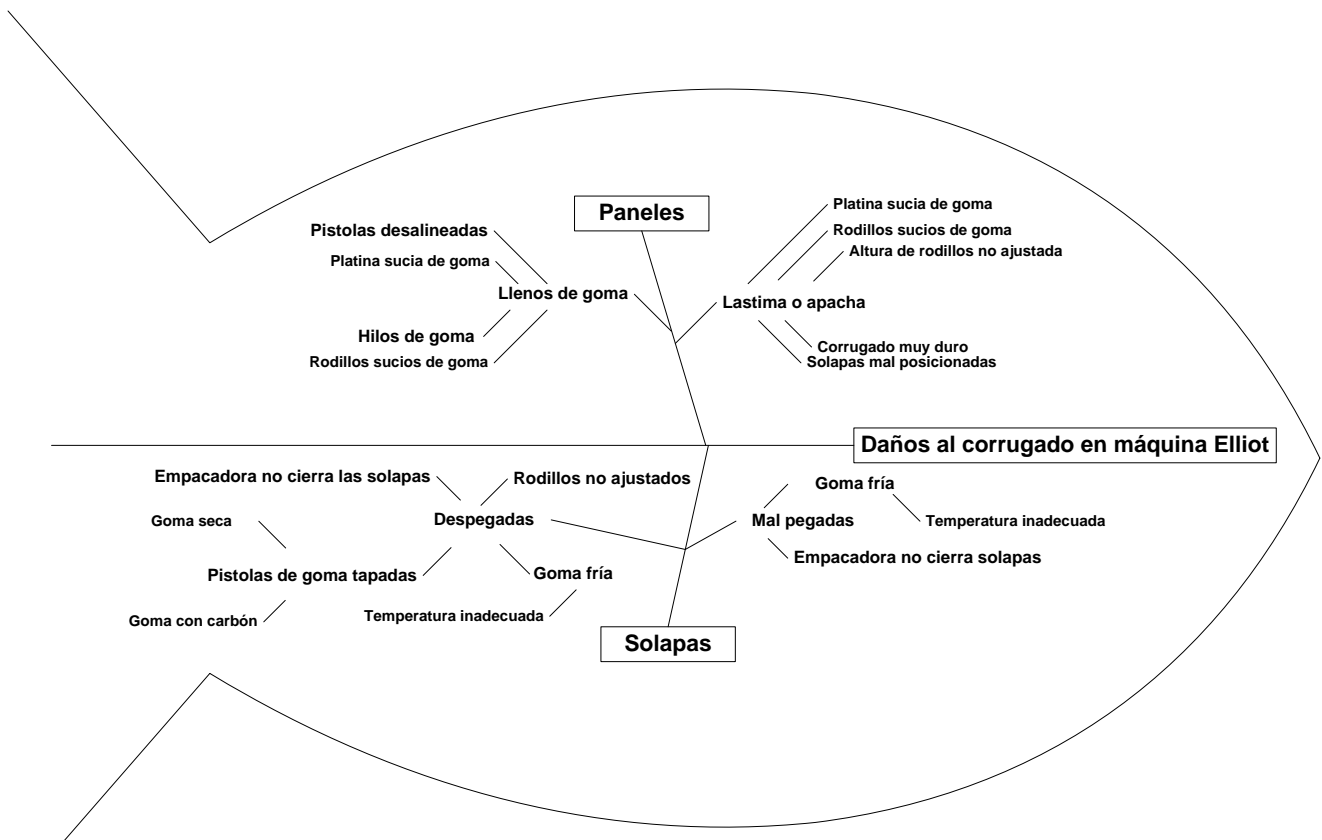 Paneles
Platina sucia de goma
Pistolas desalineadas
Rodillos sucios de goma
Platina sucia de goma
Altura de rodillos no ajustada
Llenos de goma
Lastima o apacha
Hilos de goma
Corrugado muy duro
Rodillos sucios de goma
Solapas mal posicionadas
Daños al corrugado en máquina Elliot
Empacadora no cierra las solapas
Rodillos no ajustados
Goma fría
Goma seca
Despegadas
Mal pegadas
Temperatura inadecuada
Empacadora no cierra solapas
Pistolas de goma tapadas
Goma fría
Goma con carbón
Temperatura inadecuada
Solapas